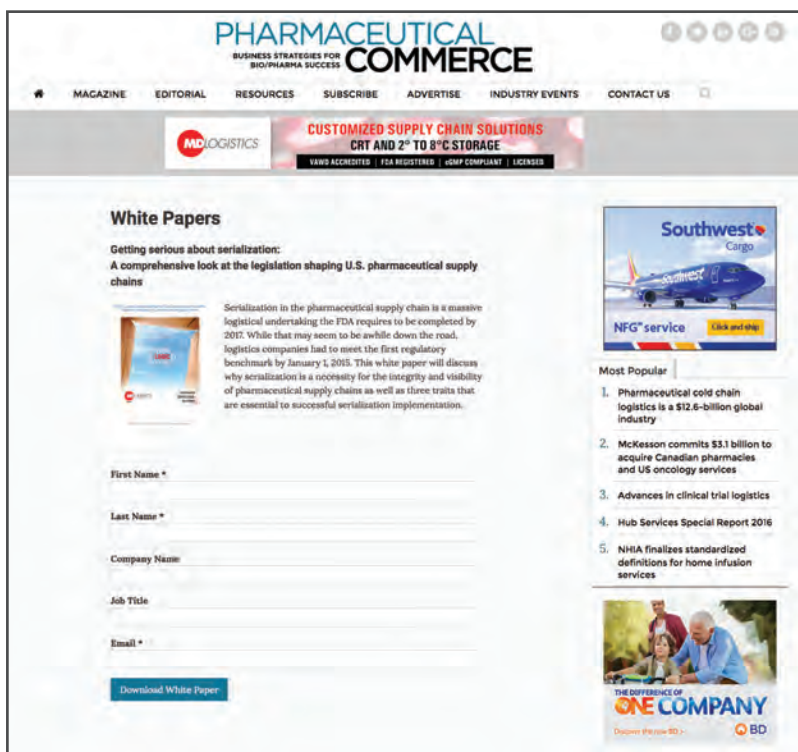 PHARMACEUTICAL
BUSINESS STRATEGIES FOR
BIO/PHARMA SUCCESS
COMMERCE
MAGAZINE EDITORIAL RESOURCES SUBSCRIBE ADVERTISE INDUSTRY EVENTS CONTACT US
MD LOGISTICS
CUSTOMIZED SUPPLY CHAIN SOLUTIONS
CRT AND 2° TO 8°C STORAGE
VAWD ACCREDITED | FDA REGISTERED | cGMP COMPLIANT | LICENSED
White Papers
Getting serious about serialization:
A comprehensive look at the legislation shaping U.S. pharmaceutical supply
chains
Serialization in the pharmaceutical supply chain is a massive
logistical undertaking the FDA requires to be completed by
2017. While that may seem to be awhile down the road,
logistics companies had to meet the first regulatory
benchmark by January 1, 2015. This white paper will discuss
why serialization is a necessity for the integrity and visibility
of pharmaceutical supply chains as well as three traits that
are essential to successful serialization implementation.
First Name *
Last Name *
Company Name
Job Title
Email *
Download White Paper
Southwest
Cargo
Southwest
NFG® service
Click and ship
Most Popular
1. Pharmaceutical cold chain
logistics is a $12.6-billion global
industry
2. McKesson commits $3.1 billion to
acquire Canadian pharmacies
and US oncology services
3. Advances in clinical trial logistics
4. Hub Services Special Report 2016
5. NHIA finalizes standardized
definitions for home infusion
services
THE DIFFERENCE OF
ONE COMPANY
Discover the new BD >
BD